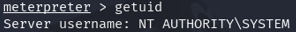 meterpreter > getuid
Server username: NT AUTHORITY\SYSTEM